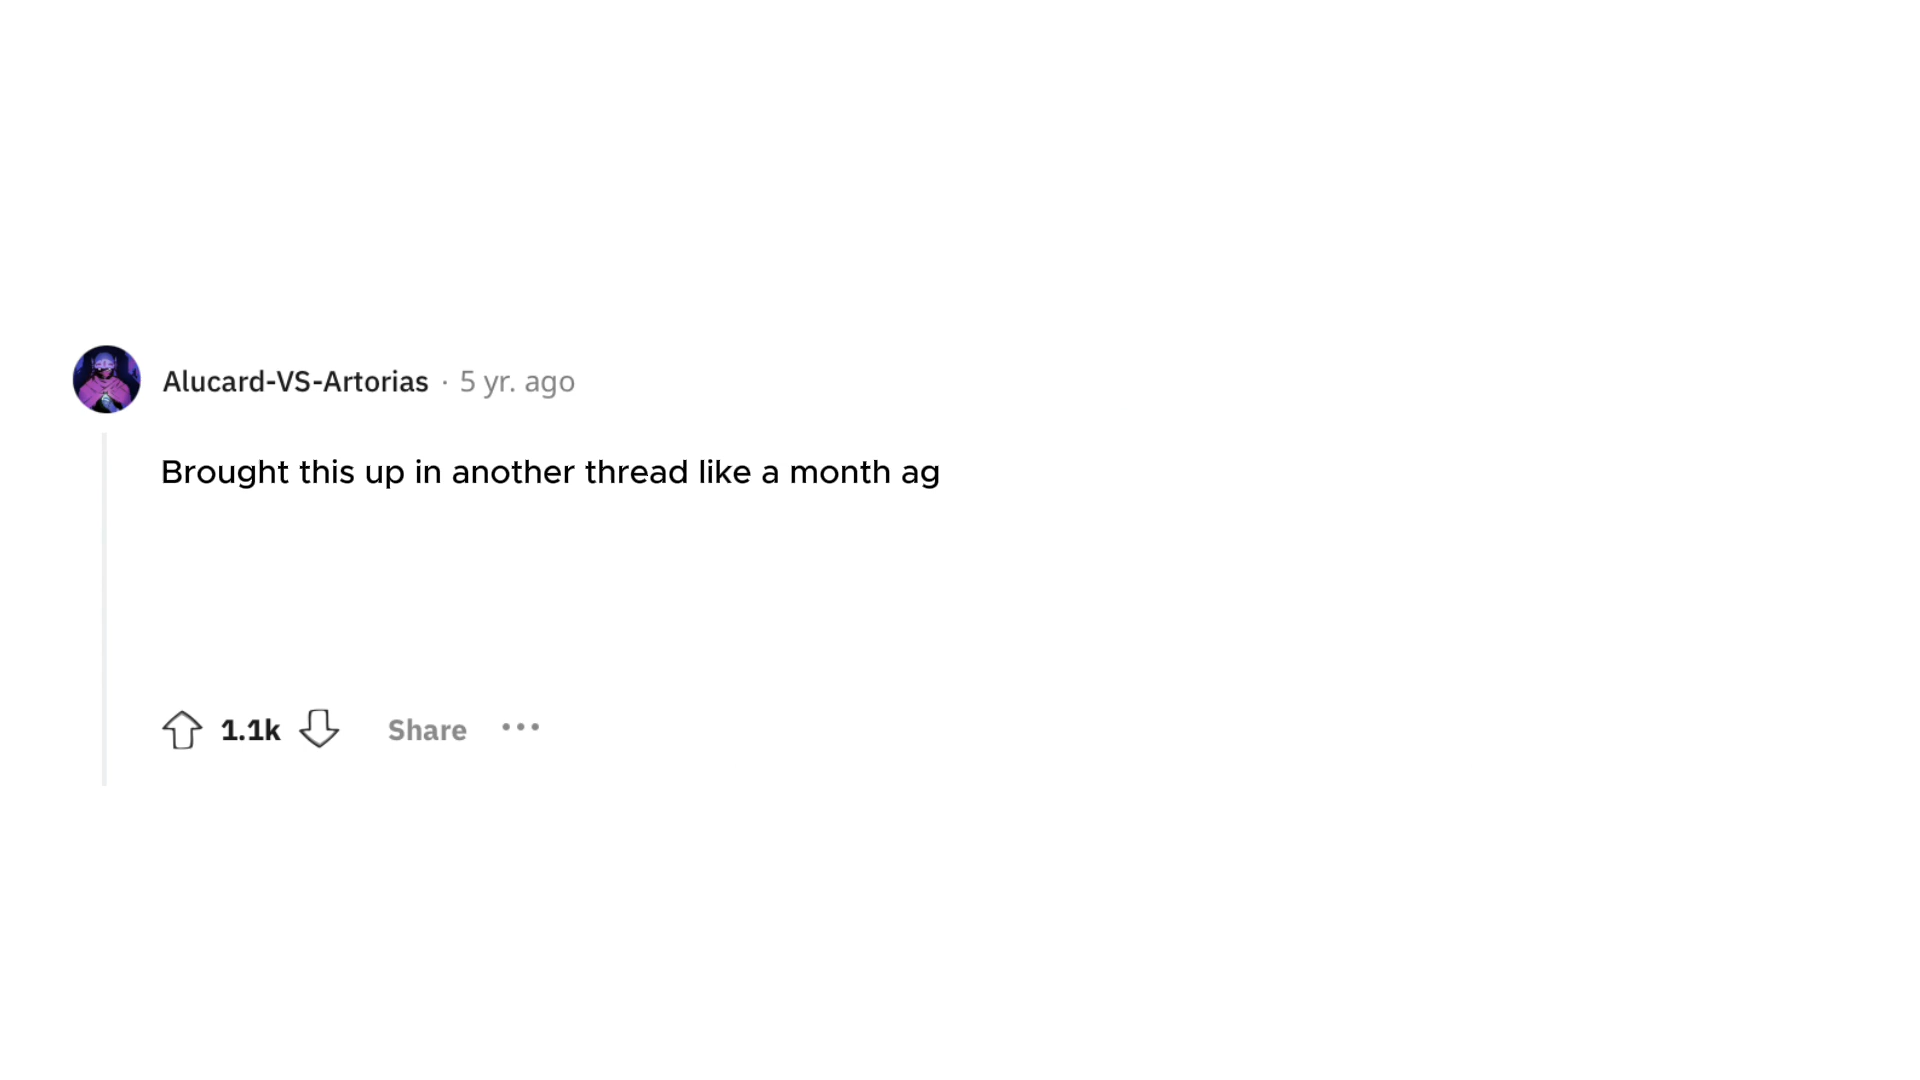 Alucard-VS-Artorias · 5 yr. ago
Brought this up in another thread like a month ag
1.1k Share ···